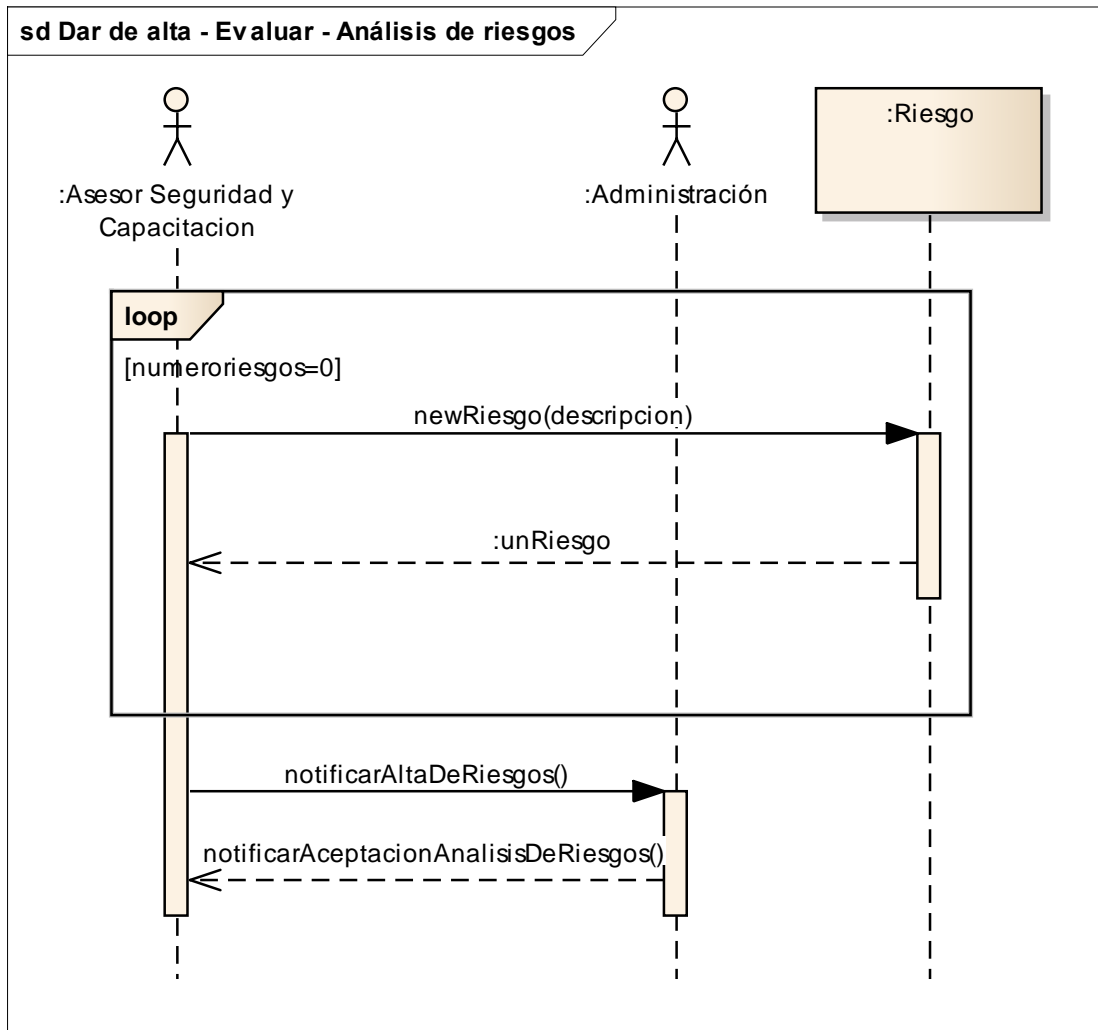 sd Dar de alta - Evaluar - Análisis de riesgos
:Asesor Seguridad y
Capacitacion
:Administración
:Riesgo
loop
[numeroriesgos=0]
newRiesgo(descripcion)
:unRiesgo
notificarAltaDeRiesgos()
notificarAceptacionAnalisisDeRiesgos()